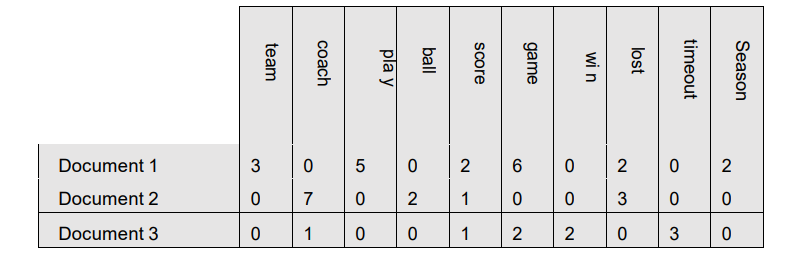 team coach pla y ball score game wi n lost timeout Season
Document 1 3 0 5 0 2 6 0 2 0 2
Document 2 0 7 0 2 1 0 0 3 0 0
Document 3 0 1 0 0 1 2 2 0 3 0